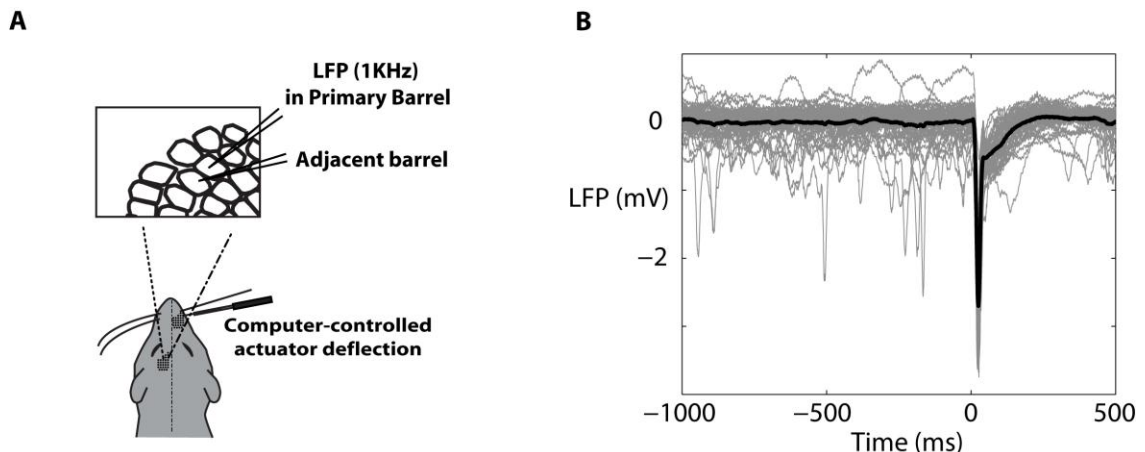 A
LFP (1KHz)
in Primary Barrel
Adjacent barrel
Computer-controlled
actuator deflection
B
0
LFP (mV)
−2
−1000
−500
0
500
Time (ms)